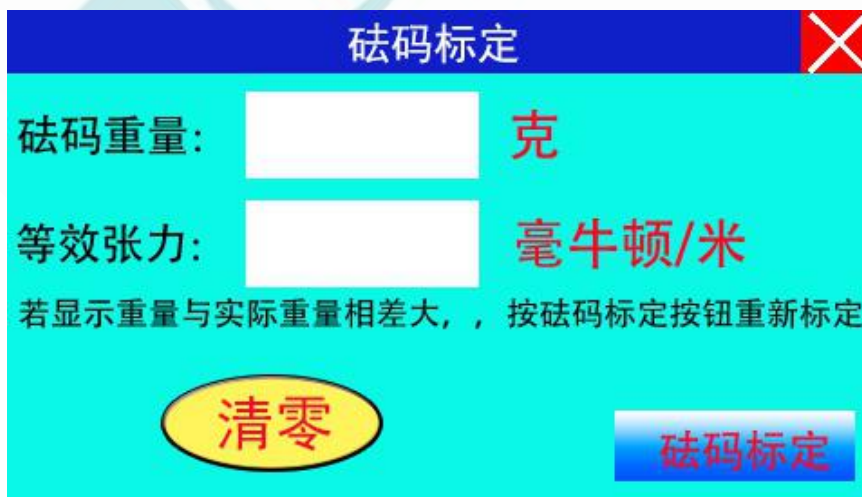 砝码标定
砝码重量: 克
等效张力: 毫牛顿/米
若显示重量与实际重量相差大，，按砝码标定按钮重新标定
清零
砝码标定